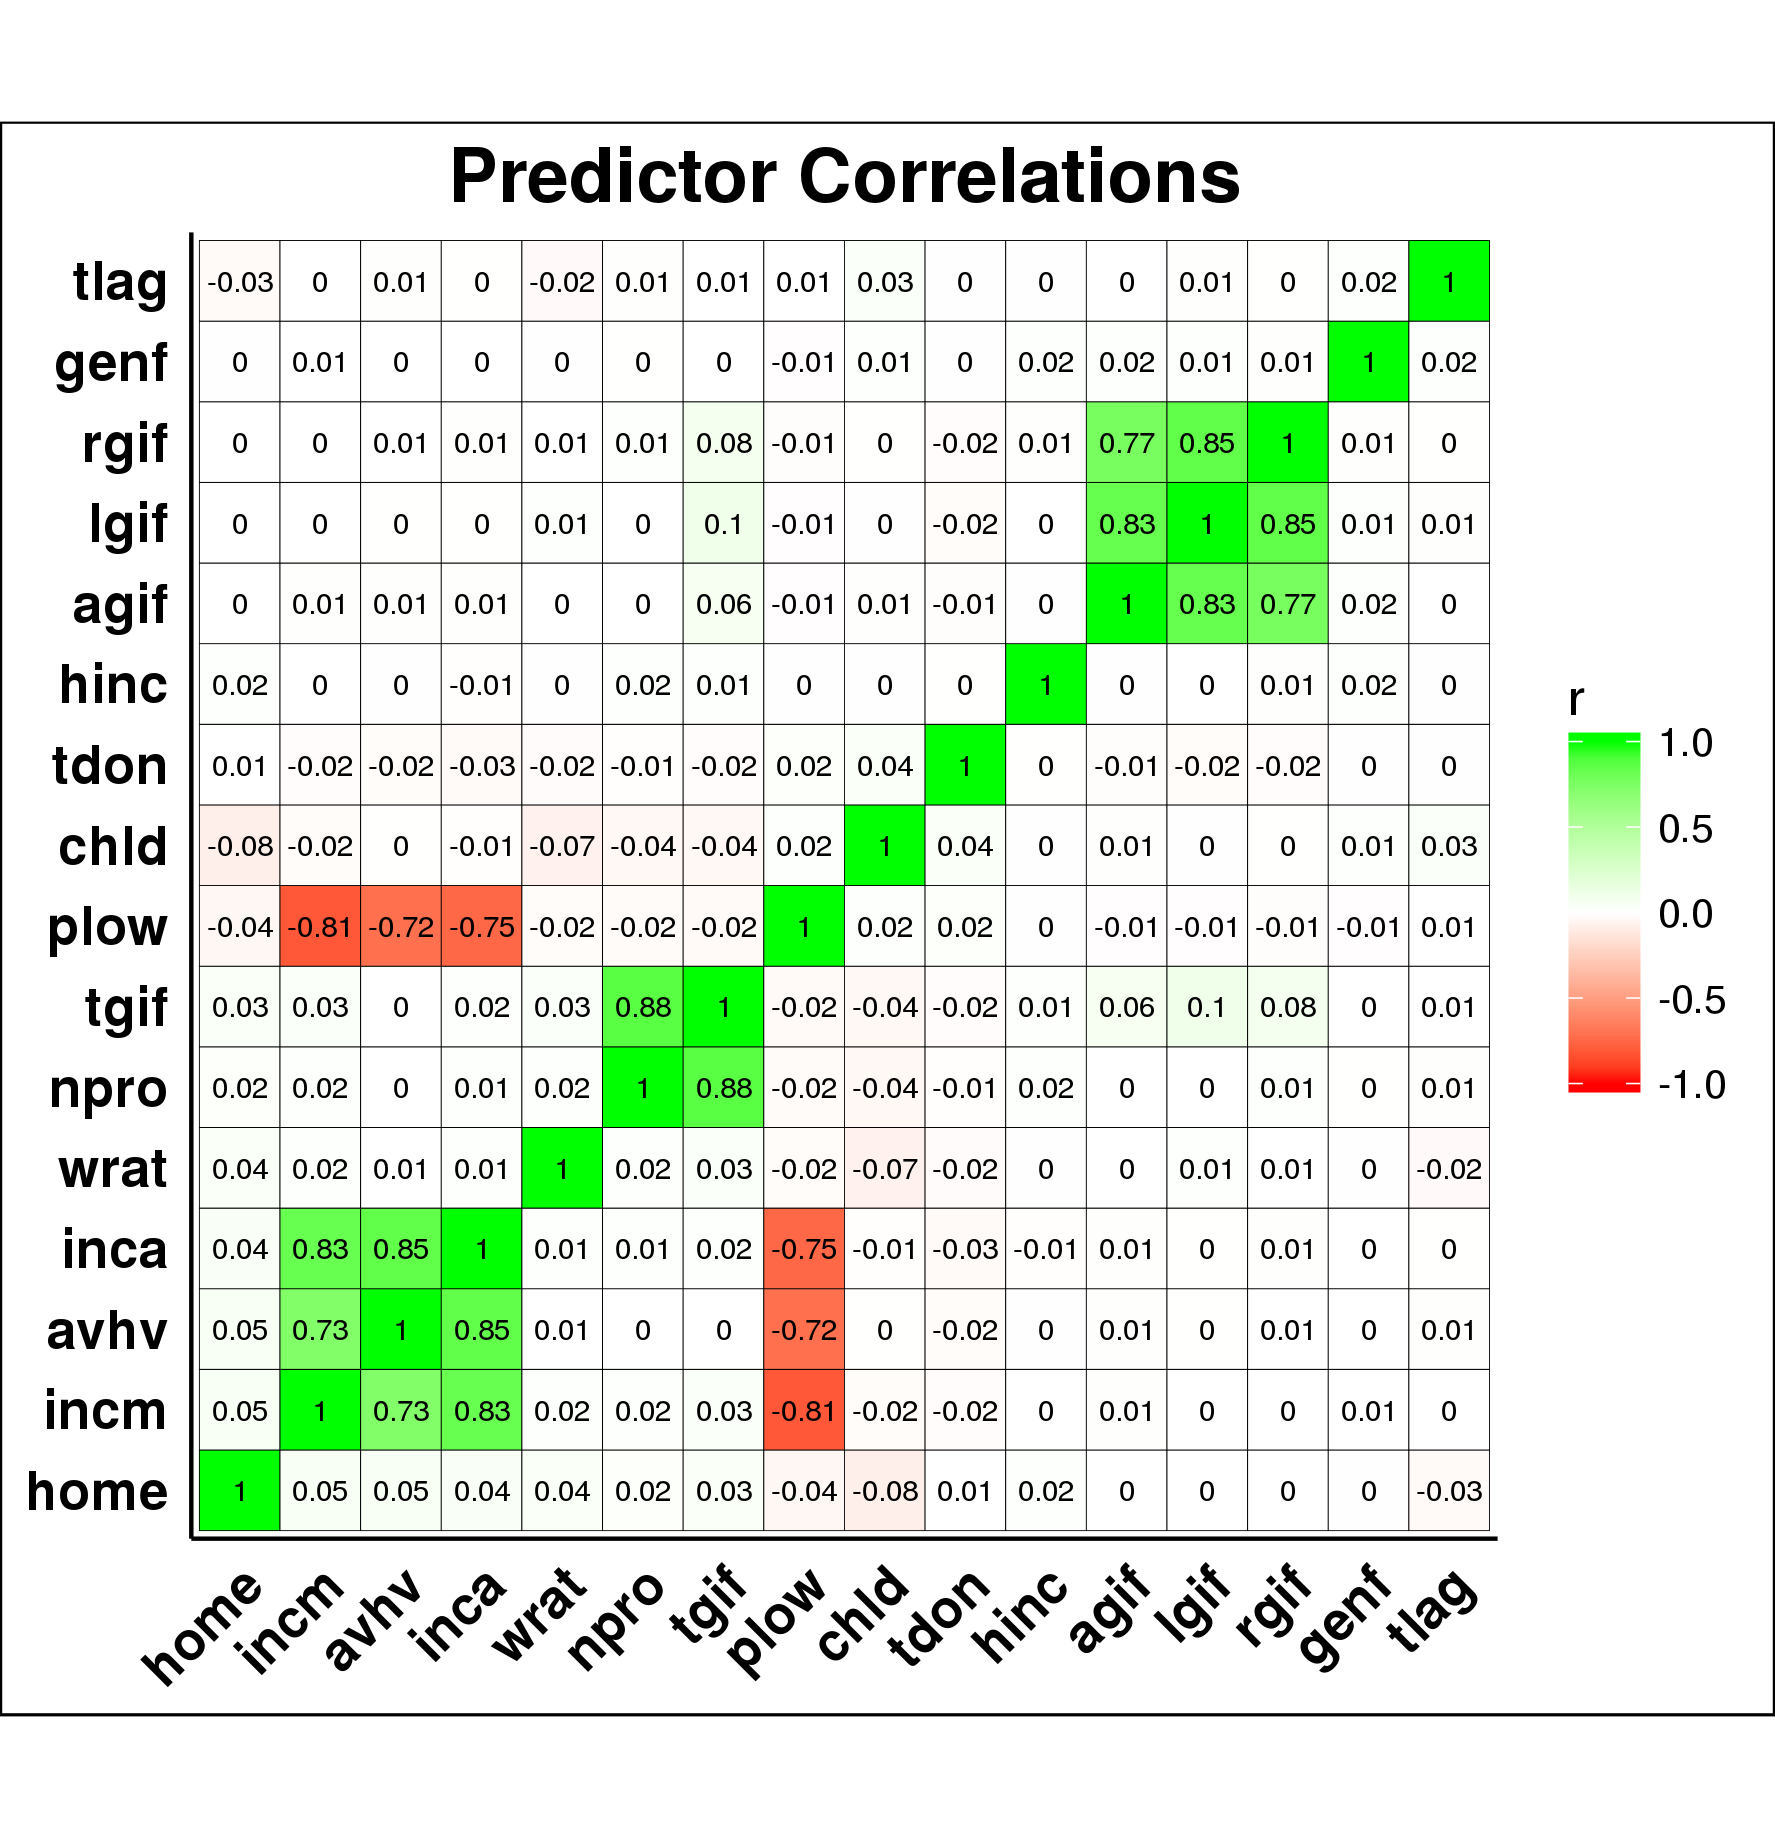 Predictor Correlations
tlag -0.03 0 0.01 0 -0.02 0.01 0.01 0.01 0.03 0 0 0 0.01 0 0.02 1
genf 0 0.01 0 0 0 0 0 -0.01 0.01 0 0.02 0.02 0.01 0.01 1 0.02
rgif 0 0 0.01 0.01 0.01 0.01 0.08 -0.01 0 -0.02 0.01 0.77 0.85 1 0.01 0
lgif 0 0 0 0 0.01 0 0.1 -0.01 0 -0.02 0 0.83 1 0.85 0.01 0.01
agif 0 0.01 0.01 0.01 0 0 0.06 -0.01 0.01 -0.01 0 1 0.83 0.77 0.02 0
hinc 0.02 0 0 -0.01 0 0.02 0.01 0 0 0 1 0 0 0.01 0.02 0
tdon 0.01 -0.02 -0.02 -0.03 -0.02 -0.01 -0.02 0.02 0.04 1 0 -0.01 -0.02 -0.02 0 0
chld -0.08 -0.02 0 -0.01 -0.07 -0.04 -0.04 0.02 1 0.04 0 0.01 0 0 0.01 0.03
plow -0.04 -0.81 -0.72 -0.75 -0.02 -0.02 -0.02 1 0.02 0.02 0 -0.01 -0.01 -0.01 -0.01 0.01
tgif 0.03 0.03 0 0.02 0.03 0.88 1 -0.02 -0.04 -0.02 0.01 0.06 0.1 0.08 0 0.01
npro 0.02 0.02 0 0.01 0.02 1 0.88 -0.02 -0.04 -0.01 0.02 0 0 0.01 0 0.01
wrat 0.04 0.02 0.01 0.01 1 0.02 0.03 -0.02 -0.07 -0.02 0 0 0.01 0.01 0 -0.02
inca 0.04 0.83 0.85 1 0.01 0.01 0.02 -0.75 -0.01 -0.03 -0.01 0.01 0 0.01 0 0
avhv 0.05 0.73 1 0.85 0.01 0 0 -0.72 0 -0.02 0 0.01 0 0.01 0 0.01
incm 0.05 1 0.73 0.83 0.02 0.02 0.03 -0.81 -0.02 -0.02 0 0.01 0 0 0.01 0
home 1 0.05 0.05 0.04 0.04 0.02 0.03 -0.04 -0.08 0.01 0.02 0 0 0 0 -0.03
home incm avhv inca wrat npro tgif plow chld tdon hinc agif lgif rgif genf tlag
r
1.0
0.5
0.0
-0.5
-1.0